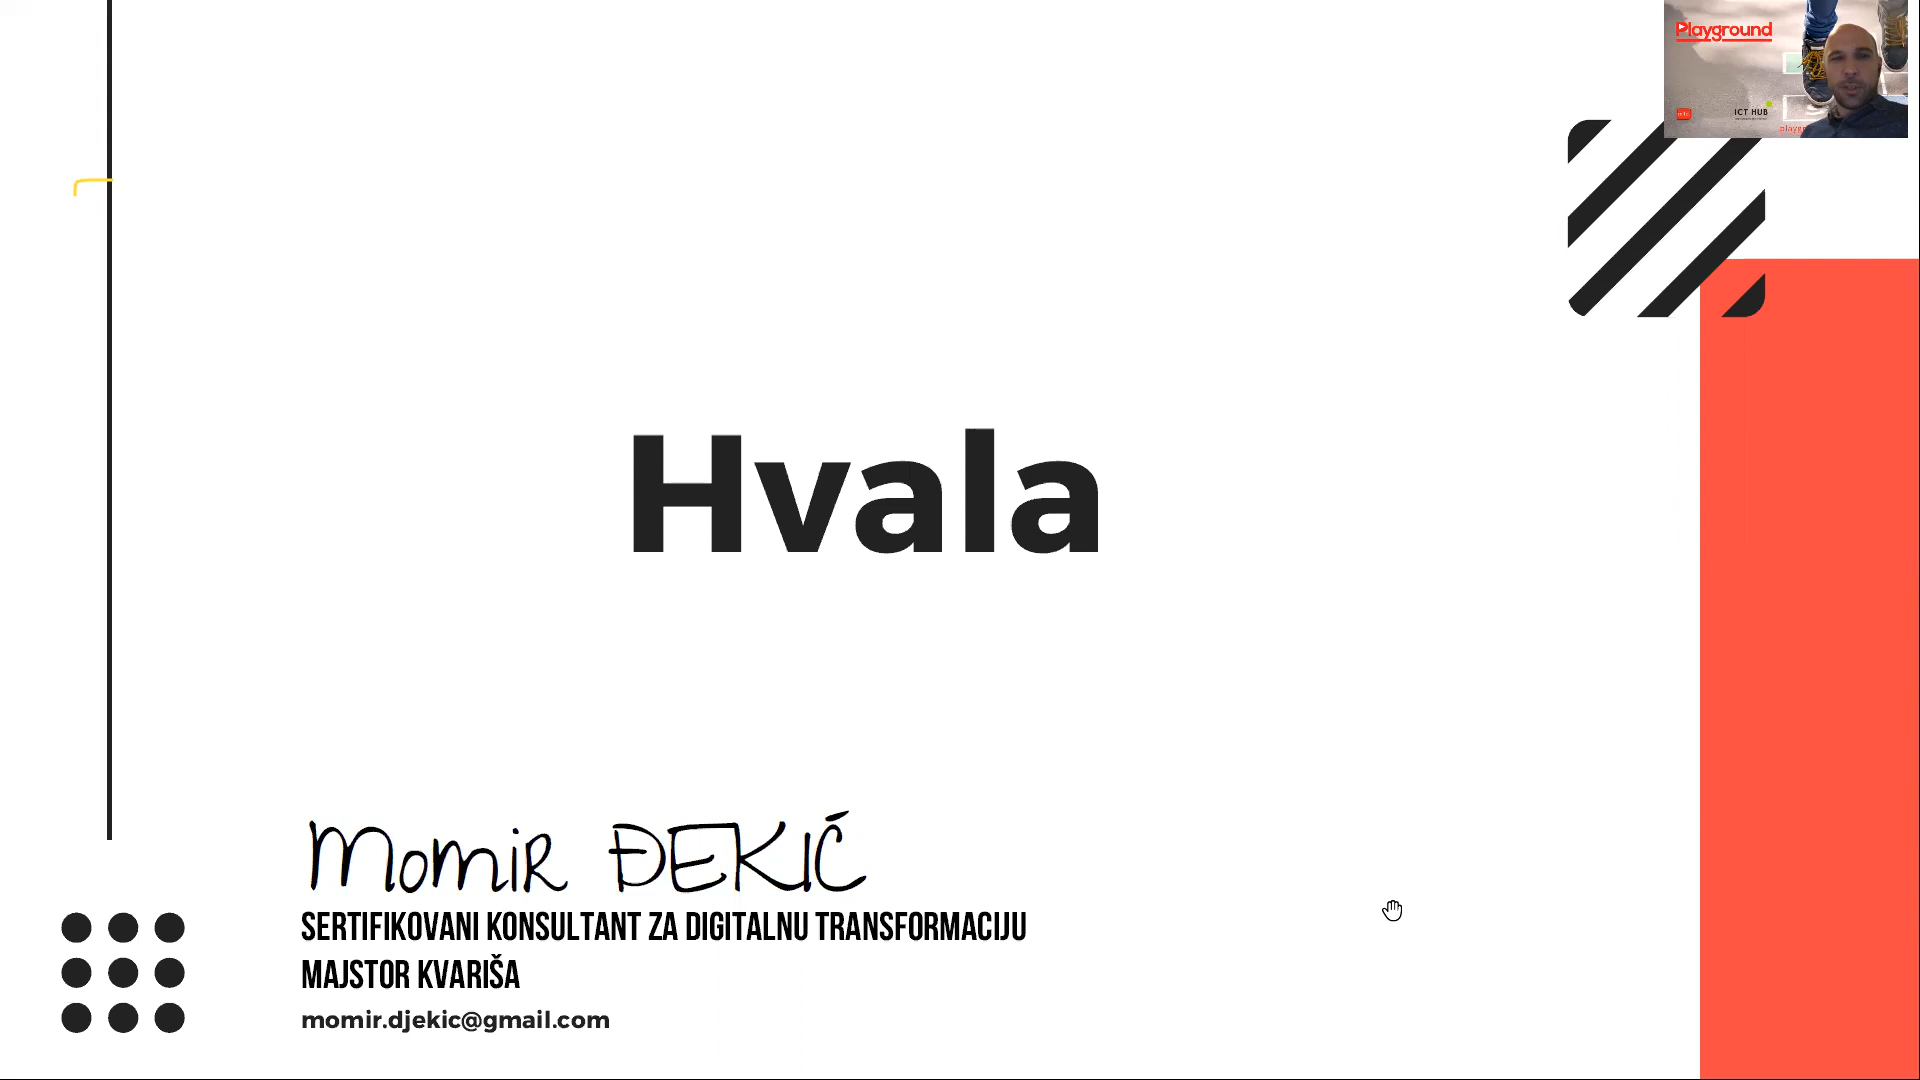 Playground
ICT HUB
Hvala
Momir ĐEKIĆ
SERTIFIKOVANI KONSULTANT ZA DIGITALNU TRANSFORMACIJU
MAJSTOR KVARIŠA
momir.djekic@gmail.com